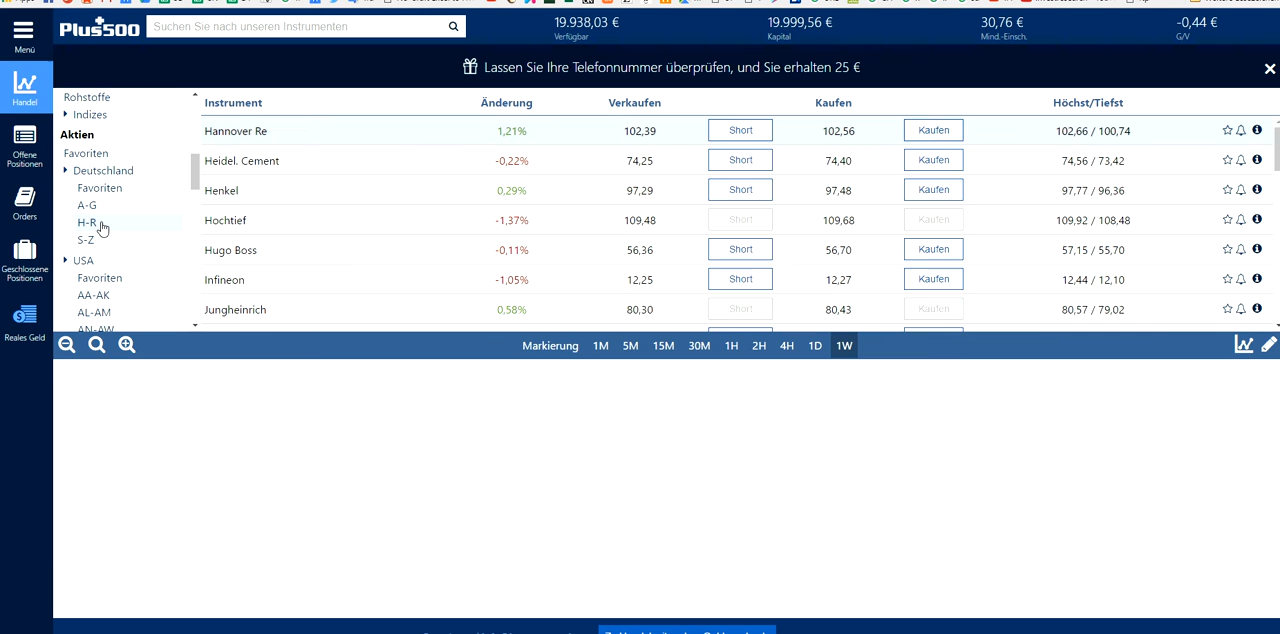 Menü
Plus500
Suchen Sie nach unseren Instrumenten
19.938,03 €
Verfügbar
19.999,56 €
Kapital
30,76 €
Mind.-Einsch.
-0,44 €
G/V
Lassen Sie Ihre Telefonnummer überprüfen, und Sie erhalten 25 €
Handel
Offene
Positionen
Orders
Geschlossene
Positionen
Reales Geld
Rohstoffe
Indizes
Aktien
Favoriten
Deutschland
Favoriten
A-G
H-R
S-Z
USA
Favoriten
AA-AK
AL-AM
AN-AW
Instrument Änderung Verkaufen Kaufen Höchst/Tiefst
Hannover Re 1,21% 102,39 Short 102,56 Kaufen 102,66 / 100,74
Heidel. Cement -0,22% 74,25 Short 74,40 Kaufen 74,56 / 73,42
Henkel 0,29% 97,29 Short 97,48 Kaufen 97,77 / 96,36
Hochtief -1,37% 109,48 Short 109,68 Kaufen 109,92 / 108,48
Hugo Boss -0,11% 56,36 Short 56,70 Kaufen 57,15 / 55,70
Infineon -1,05% 12,25 Short 12,27 Kaufen 12,44 / 12,10
Jungheinrich 0,58% 80,30 Short 80,43 Kaufen 80,57 / 79,02
Markierung 1M 5M 15M 30M 1H 2H 4H 1D 1W